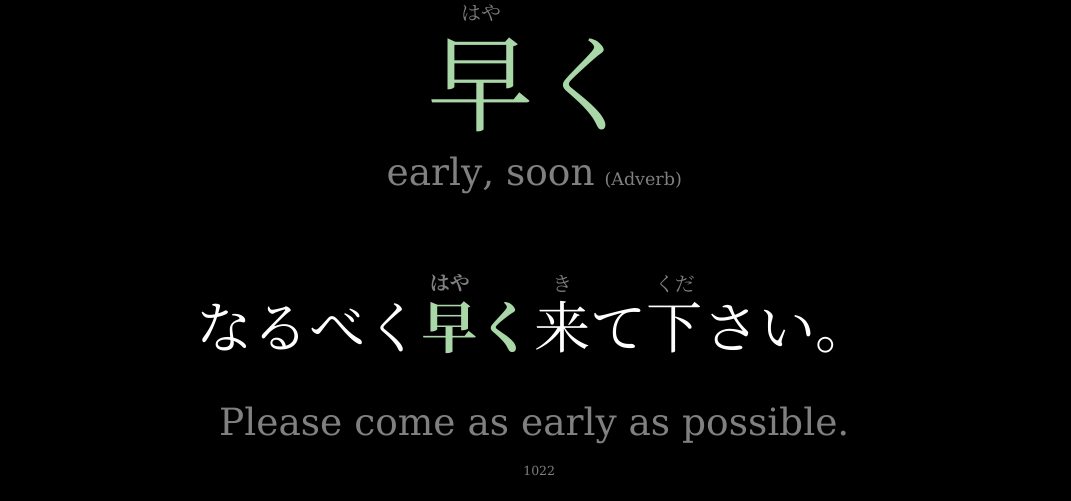 はや
早く
early, soon (Adverb)
はや き くだ
なるべく早く来て下さい。
Please come as early as possible.
1022